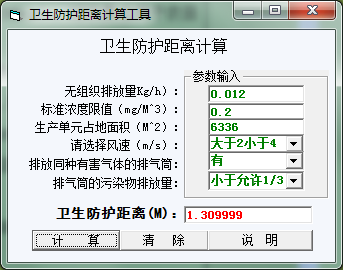 卫生防护距离计算工具
卫生防护距离计算
参数输入
无组织排放量Kg/h)： 0.012
标准浓度限值（mg/M^3）： 0.2
生产单元占地面积（M^2）： 6336
请选择风速（m/s）： 大于2小于4
排放同种有害气体的排气筒： 有
排气筒的污染物排放量： 小于允许1/3
卫生防护距离(M)： 1.309999
计 算 清 除 说 明